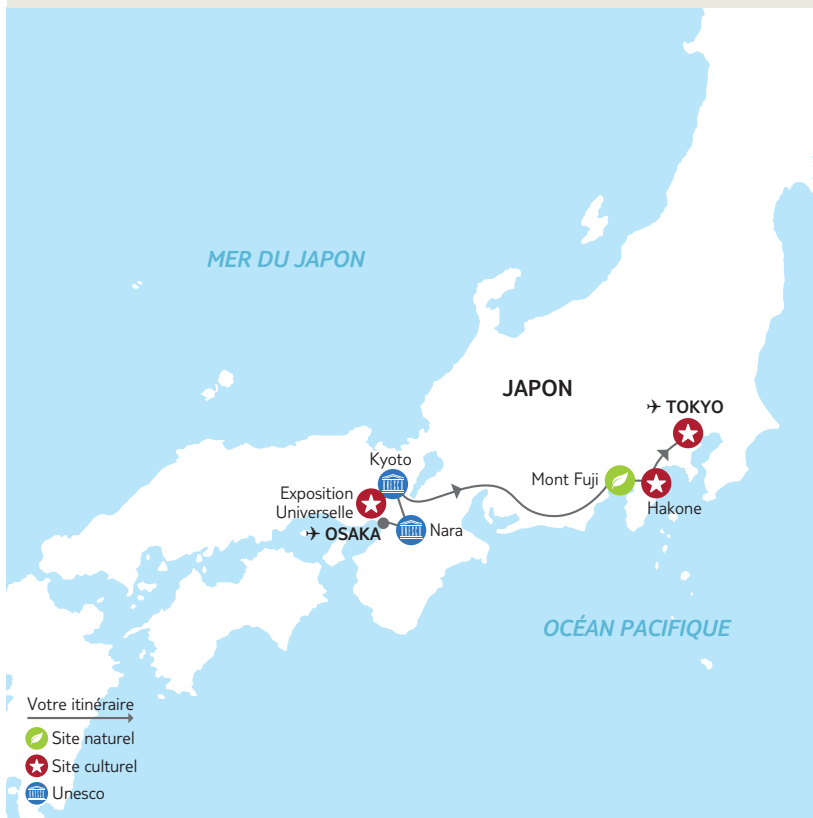 MER DU JAPON
JAPON
✈ TOKYO
Kyoto
Mont Fuji
Exposition
Universelle
Hakone
✈ OSAKA
Nara
OCÉAN PACIFIQUE
Votre itinéraire
Site naturel
Site culturel
Unesco